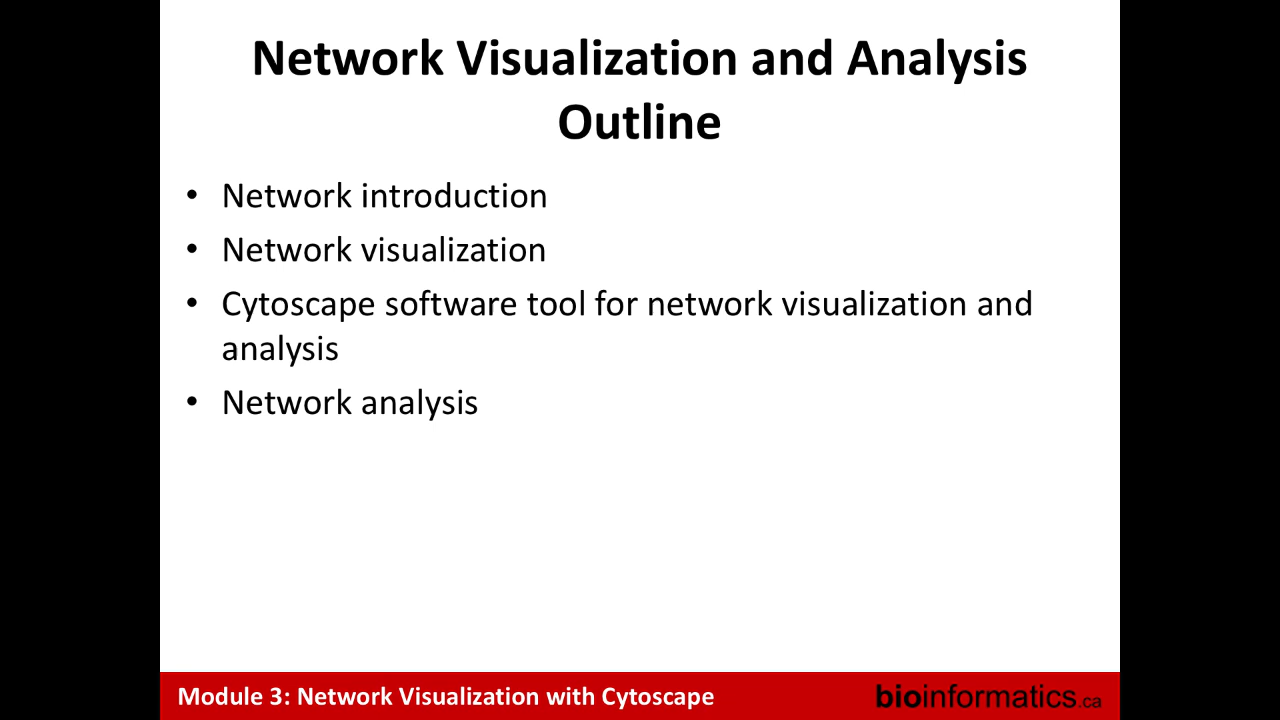 Network Visualization and Analysis
Outline
• Network introduction
• Network visualization
• Cytoscape software tool for network visualization and
analysis
• Network analysis
Module 3: Network Visualization with Cytoscape
bioinformatics.ca